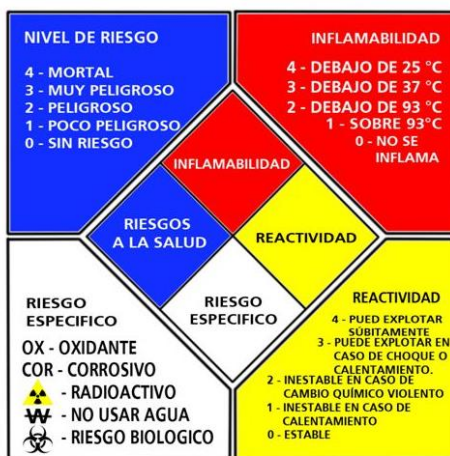 NIVEL DE RIESGO
4 - MORTAL
3 - MUY PELIGROSO
2 - PELIGROSO
1 - POCO PELIGROSO
0 - SIN RIESGO
INFLAMABILIDAD
4 - DEBAJO DE 25 °C
3 - DEBAJO DE 37 °C
2 - DEBAJO DE 93 °C
1 - SOBRE 93°C
0 - NO SE
INFLAMA
INFLAMABILIDAD
RIESGOS
A LA SALUD
REACTIVIDAD
RIESGO
ESPECIFICO
RIESGO
ESPECIFICO
OX - OXIDANTE
COR - CORROSIVO
- RADIOACTIVO
W - NO USAR AGUA
- RIESGO BIOLOGICO
REACTIVIDAD
4 - PUED EXPLOTAR
SÚBITAMENTE
3 - PUEDE EXPLOTAR EN
CASO DE CHOQUE O
CALENTAMIENTO.
2 - INESTABLE EN CASO DE
CAMBIO QUÍMICO VIOLENTO
1 - INESTABLE EN CASO DE
CALENTAMIENTO
0 - ESTABLE